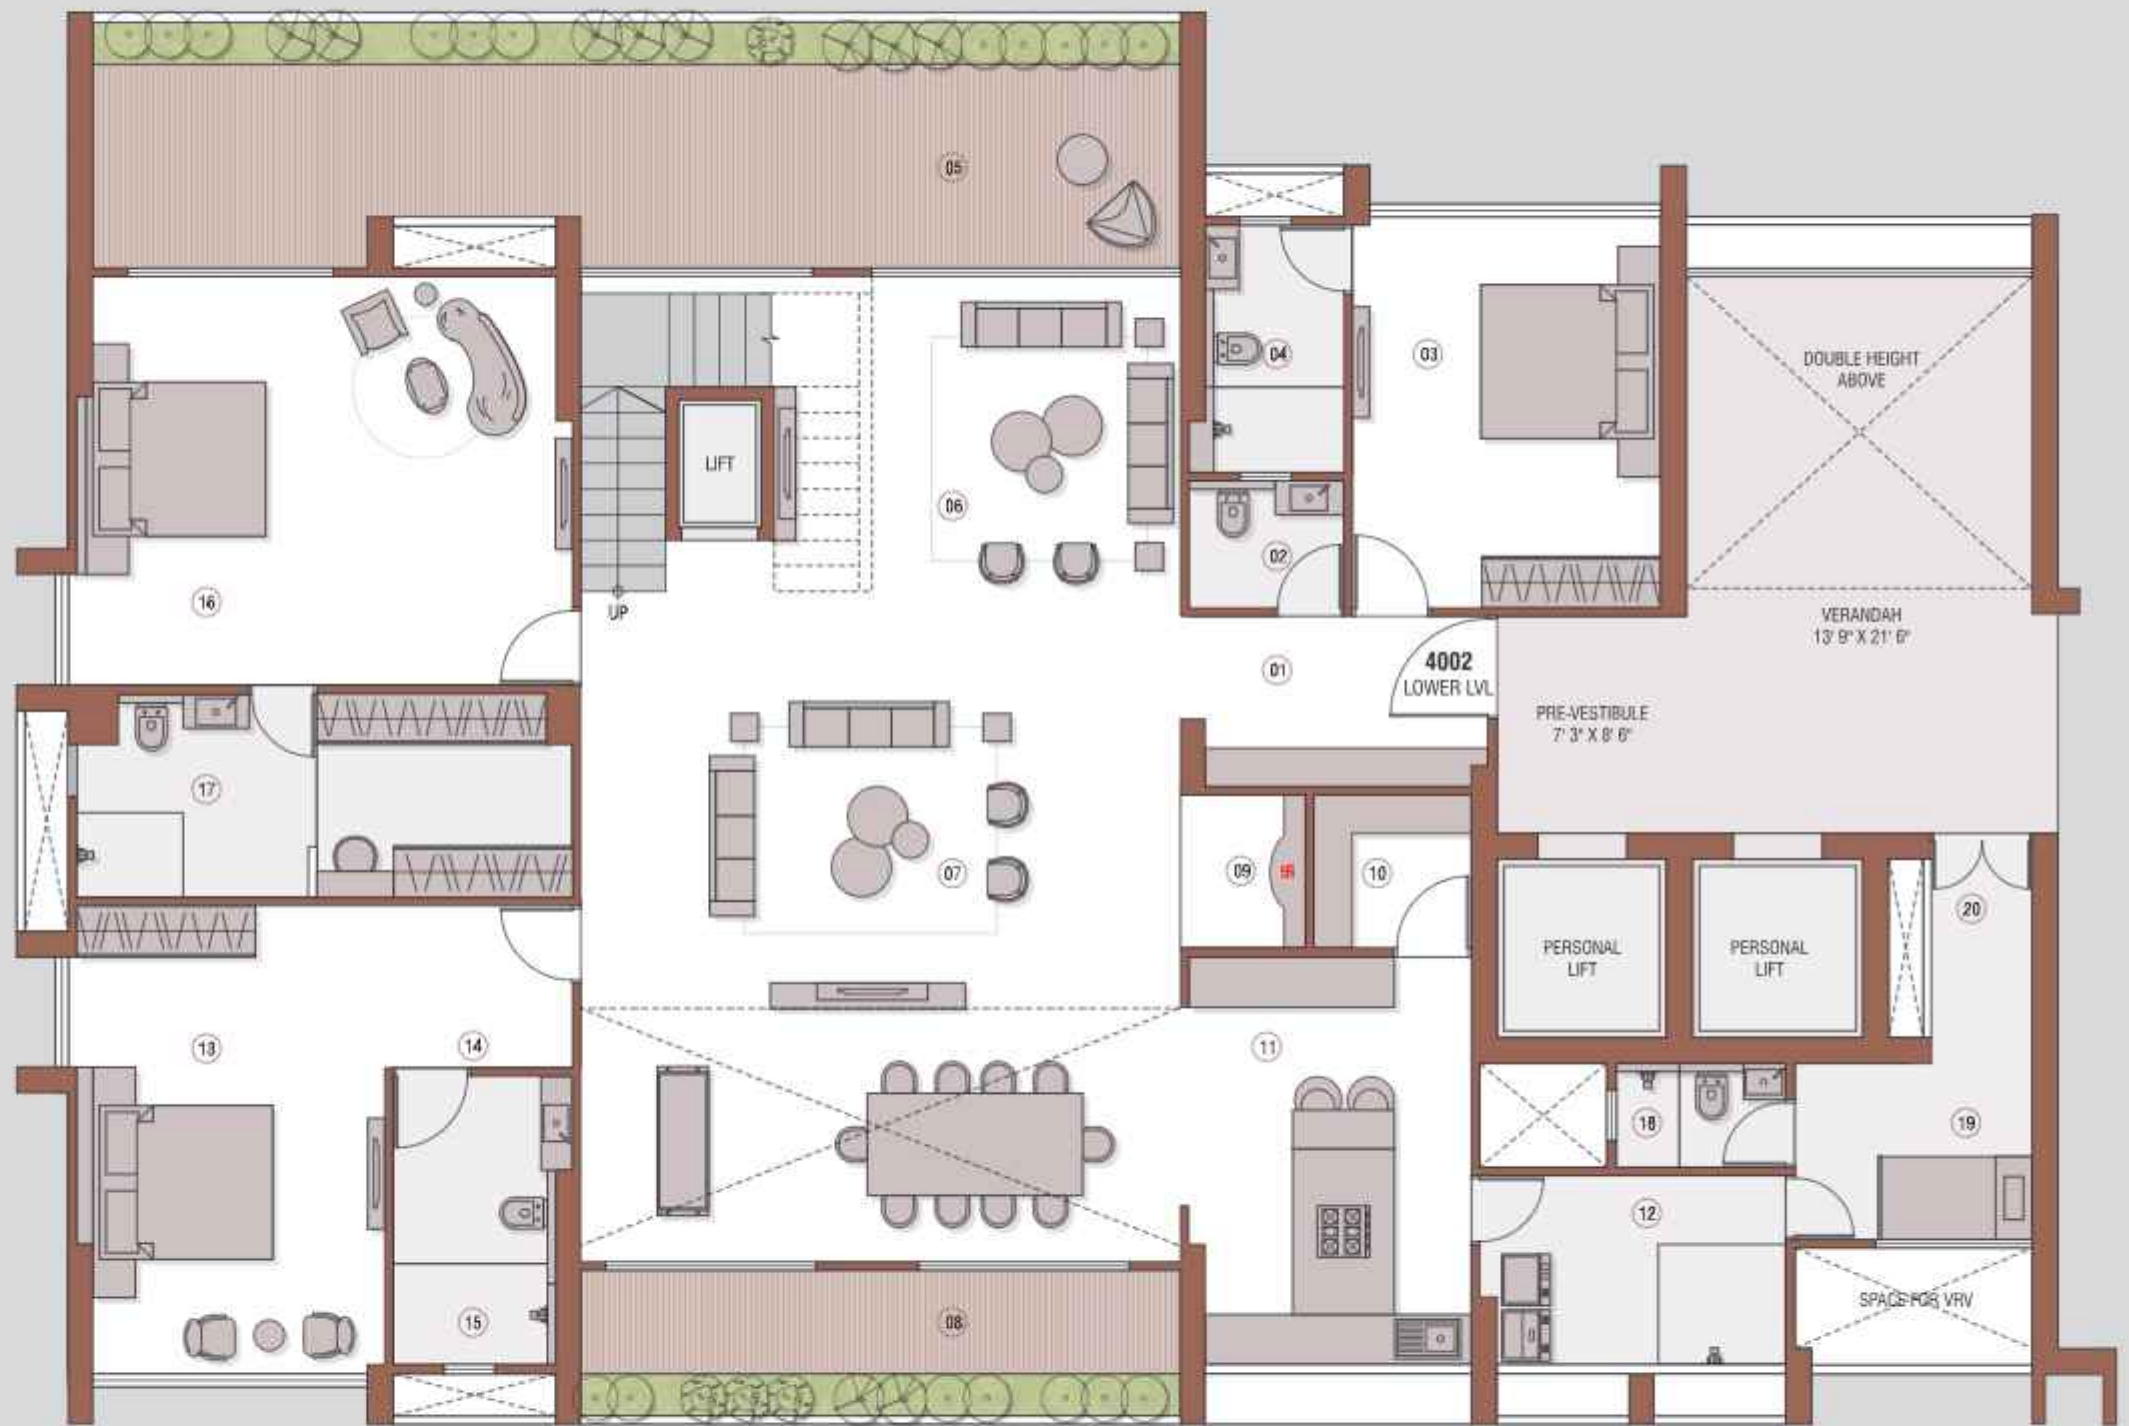 05
04
03
DOUBLE HEIGHT
ABOVE
LIFT
06
02
16
UP
VERANDAH
13' 9" X 21' 6"
01
4002
LOWER LVL
PRE-VESTIBULE
7' 3" X 8' 6"
17
07
09
卐
10
20
PERSONAL
LIFT
PERSONAL
LIFT
13
14
11
18
19
12
SPACE FOR VRV
15
08